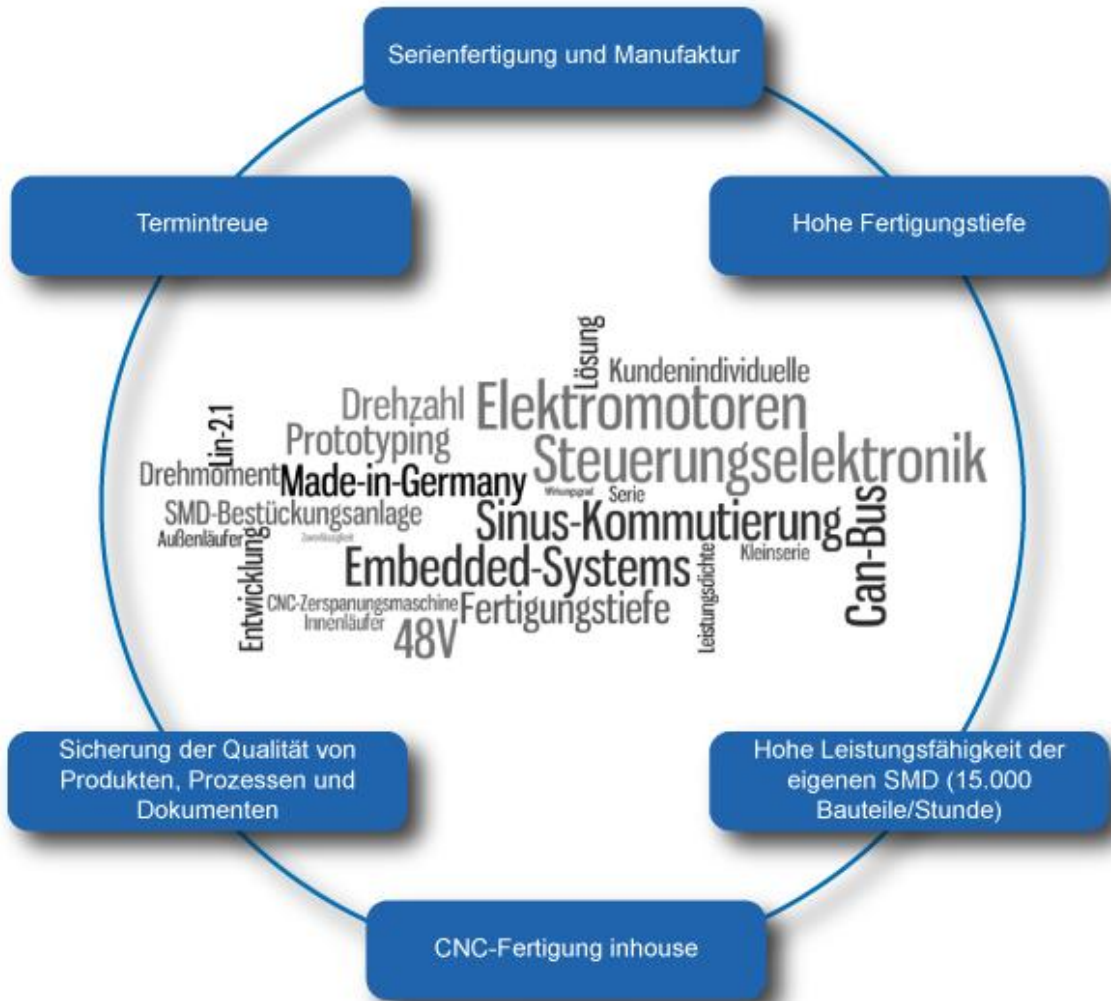 Serienfertigung und Manufaktur
Termintreue
Hohe Fertigungstiefe
Lösung
Kundenindividuelle
Drehzahl
Elektromotoren
Lin-2.1
Prototyping
Steuerungselektronik
Drehmoment
Made-in-Germany
Wirkungsgrad
Serie
SMD-Bestückungsanlage
Sinus-Kommutierung
Can-Bus
Außenläufer
Zuverlässigkeit
Entwicklung
Embedded-Systems
Leistungsdichte
Kleinserie
CNC-Zerspanungsmaschine
Fertigungstiefe
Innenläufer
48V
Sicherung der Qualität von
Produkten, Prozessen und
Dokumenten
Hohe Leistungsfähigkeit der
eigenen SMD (15.000
Bauteile/Stunde)
CNC-Fertigung inhouse